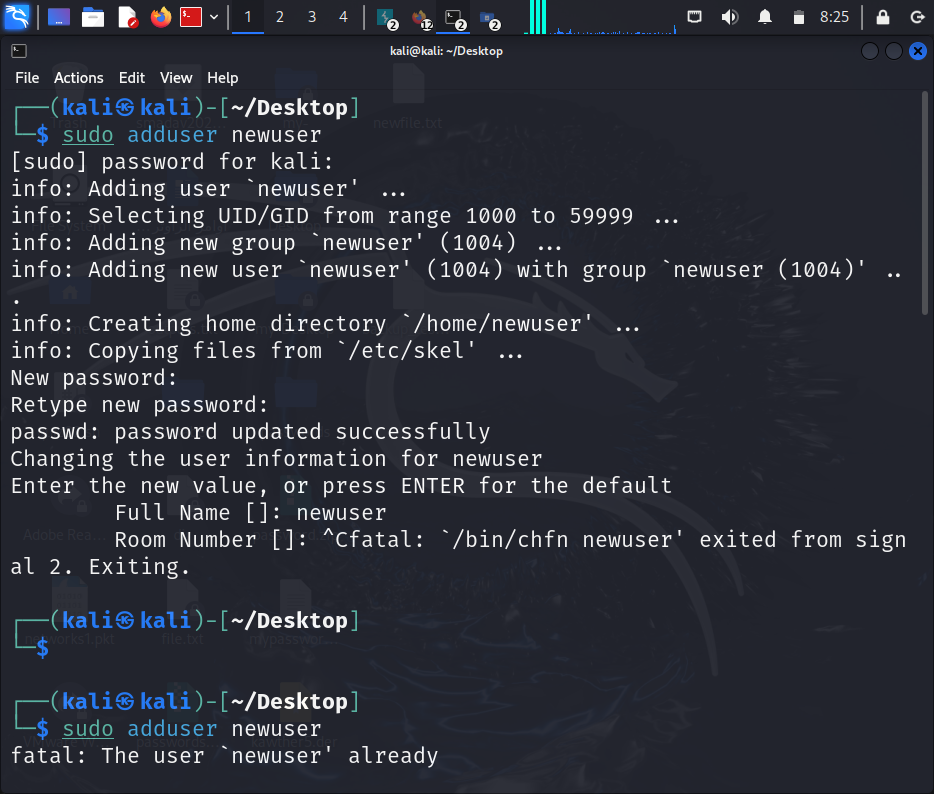 1 2 3 4 2 12 2 2 8:25
kali@kali: ~/Desktop
File Actions Edit View Help
┌──(kali㉿kali)-[~/Desktop]
└─$ sudo adduser newuser
[sudo] password for kali:
info: Adding user `newuser' ...
info: Selecting UID/GID from range 1000 to 59999 ...
info: Adding new group `newuser' (1004) ...
info: Adding new user `newuser' (1004) with group `newuser (1004)' ..
.
info: Creating home directory `/home/newuser' ...
info: Copying files from `/etc/skel' ...
New password:
Retype new password:
passwd: password updated successfully
Changing the user information for newuser
Enter the new value, or press ENTER for the default
Full Name []: newuser
Room Number []: ^Cfatal: `/bin/chfn newuser' exited from sign
al 2. Exiting.
┌──(kali㉿kali)-[~/Desktop]
└─$
┌──(kali㉿kali)-[~/Desktop]
└─$ sudo adduser newuser
fatal: The user `newuser' already
newfile.txt
Adobe Rea...
file.txt